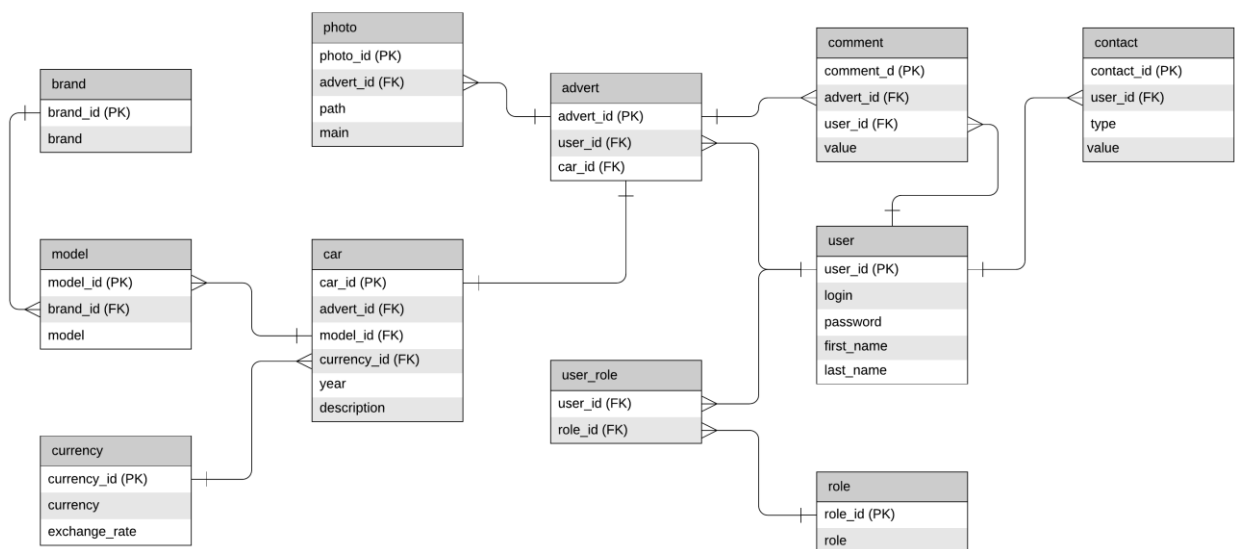 photo
photo_id (PK)
advert_id (FK)
path
main
comment
comment_d (PK)
advert_id (FK)
user_id (FK)
value
contact
contact_id (PK)
user_id (FK)
type
value
brand
brand_id (PK)
brand
advert
advert_id (PK)
user_id (FK)
car_id (FK)
model
model_id (PK)
brand_id (FK)
model
car
car_id (PK)
advert_id (FK)
model_id (FK)
currency_id (FK)
year
description
user
user_id (PK)
login
password
first_name
last_name
user_role
user_id (FK)
role_id (FK)
currency
currency_id (PK)
currency
exchange_rate
role
role_id (PK)
role